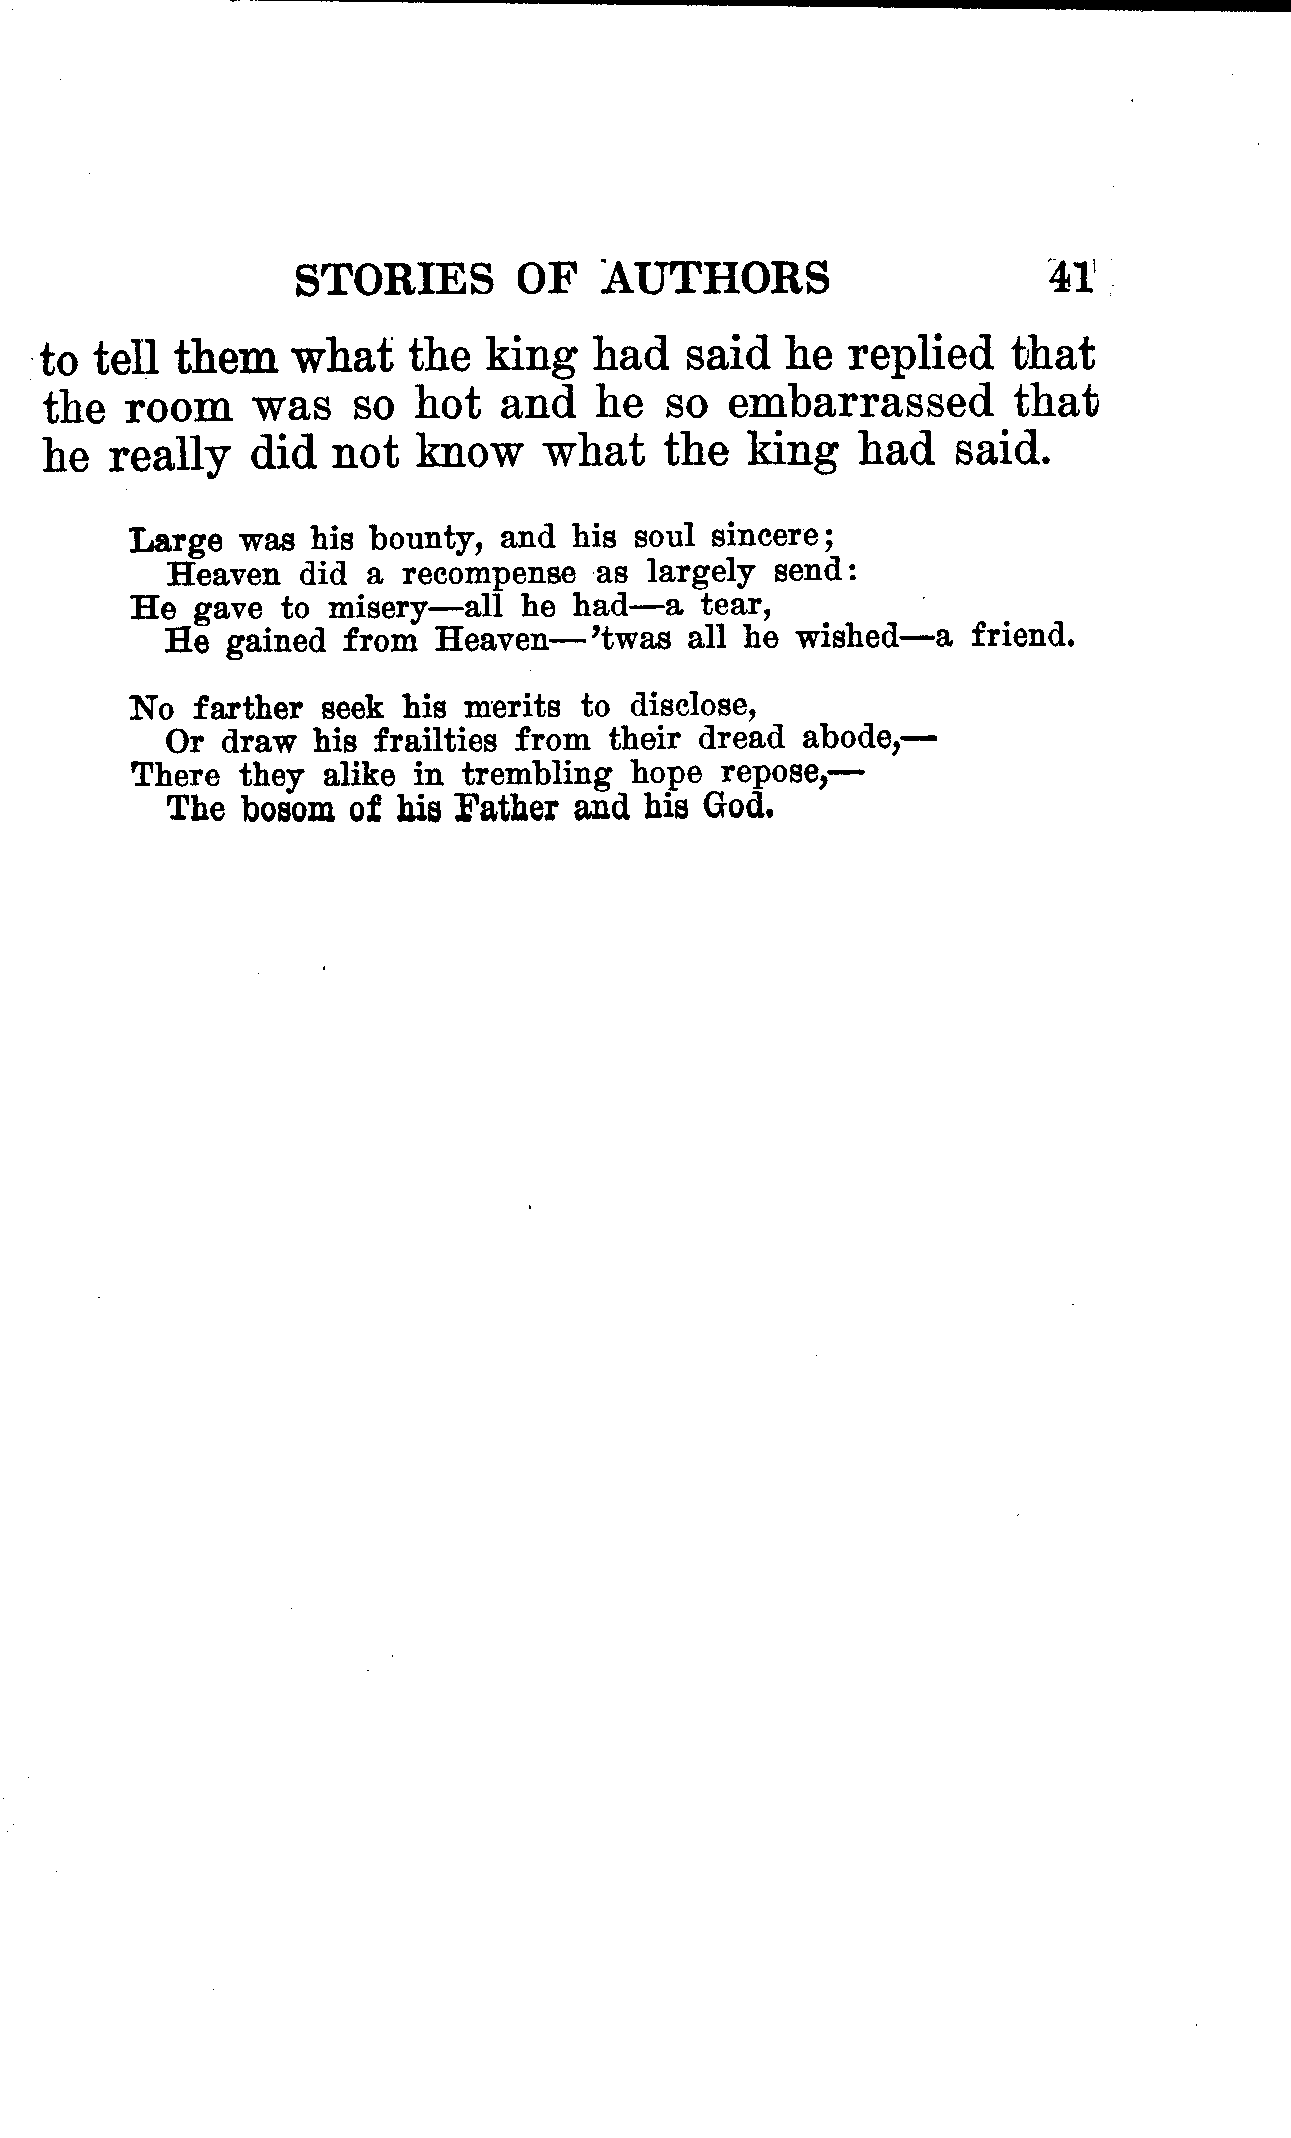 STORIES OF AUTHORS 41
to tell them what the king had said he replied that
the room was so hot and he so embarrassed that
he really did not know what the king had said.
Large was his bounty, and his soul sincere;
Heaven did a recompense as largely send:
He gave to misery—all he had—a tear,
He gained from Heaven—’twas all he wished—a friend.
No farther seek his merits to disclose,
Or draw his frailties from their dread abode,—
There they alike in trembling hope repose,—
The bosom of his Father and his God.